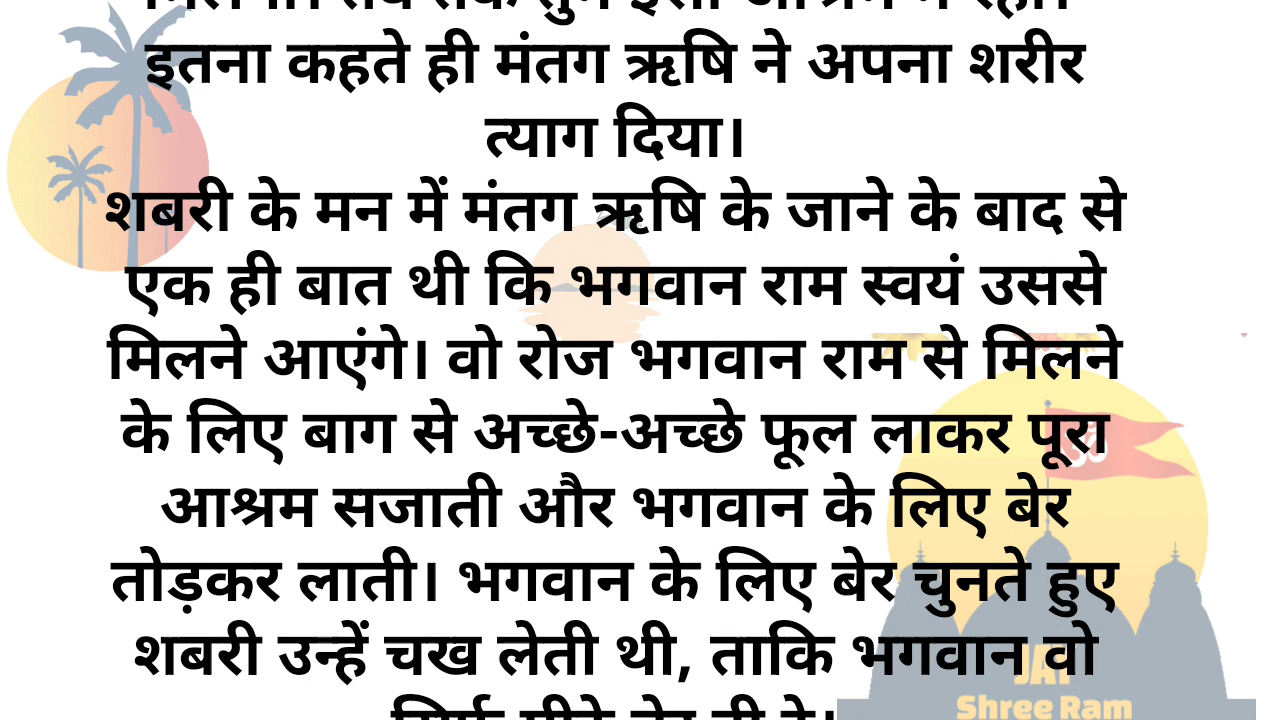 इतना कहते ही मंतग ऋषि ने अपना शरीर
त्याग दिया।
शबरी के मन में मंतग ऋषि के जाने के बाद से
एक ही बात थी कि भगवान राम स्वयं उससे
मिलने आएंगे। वो रोज भगवान राम से मिलने
के लिए बाग से अच्छे-अच्छे फूल लाकर पूरा
ॐ
आश्रम सजाती और भगवान के लिए बेर
तोड़कर लाती। भगवान के लिए बेर चुनते हुए
शबरी उन्हें चख लेती थी, ताकि भगवान वो
JAI
Shree Ram